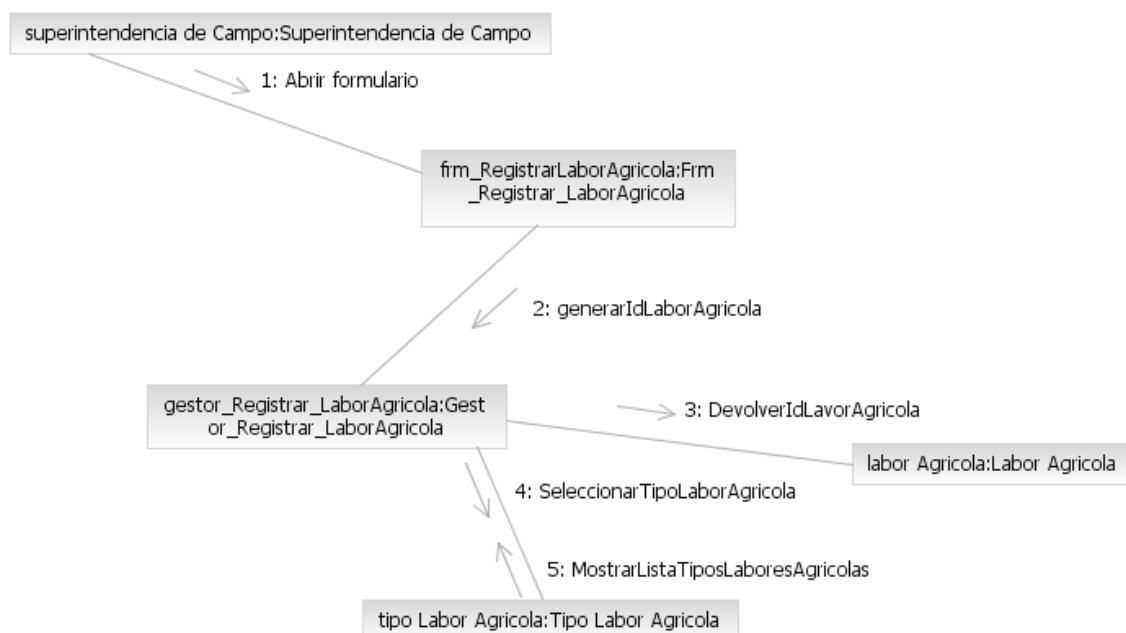 superintendencia de Campo:Superintendencia de Campo
1: Abrir formulario
frm_RegistrarLaborAgricola:Frm
_Registrar_LaborAgricola
2: generarIdLaborAgricola
gestor_Registrar_LaborAgricola:Gest
or_Registrar_LaborAgricola
3: DevolverIdLavorAgricola
labor Agricola:Labor Agricola
4: SeleccionarTipoLaborAgricola
5: MostrarListaTiposLaboresAgricolas
tipo Labor Agricola:Tipo Labor Agricola